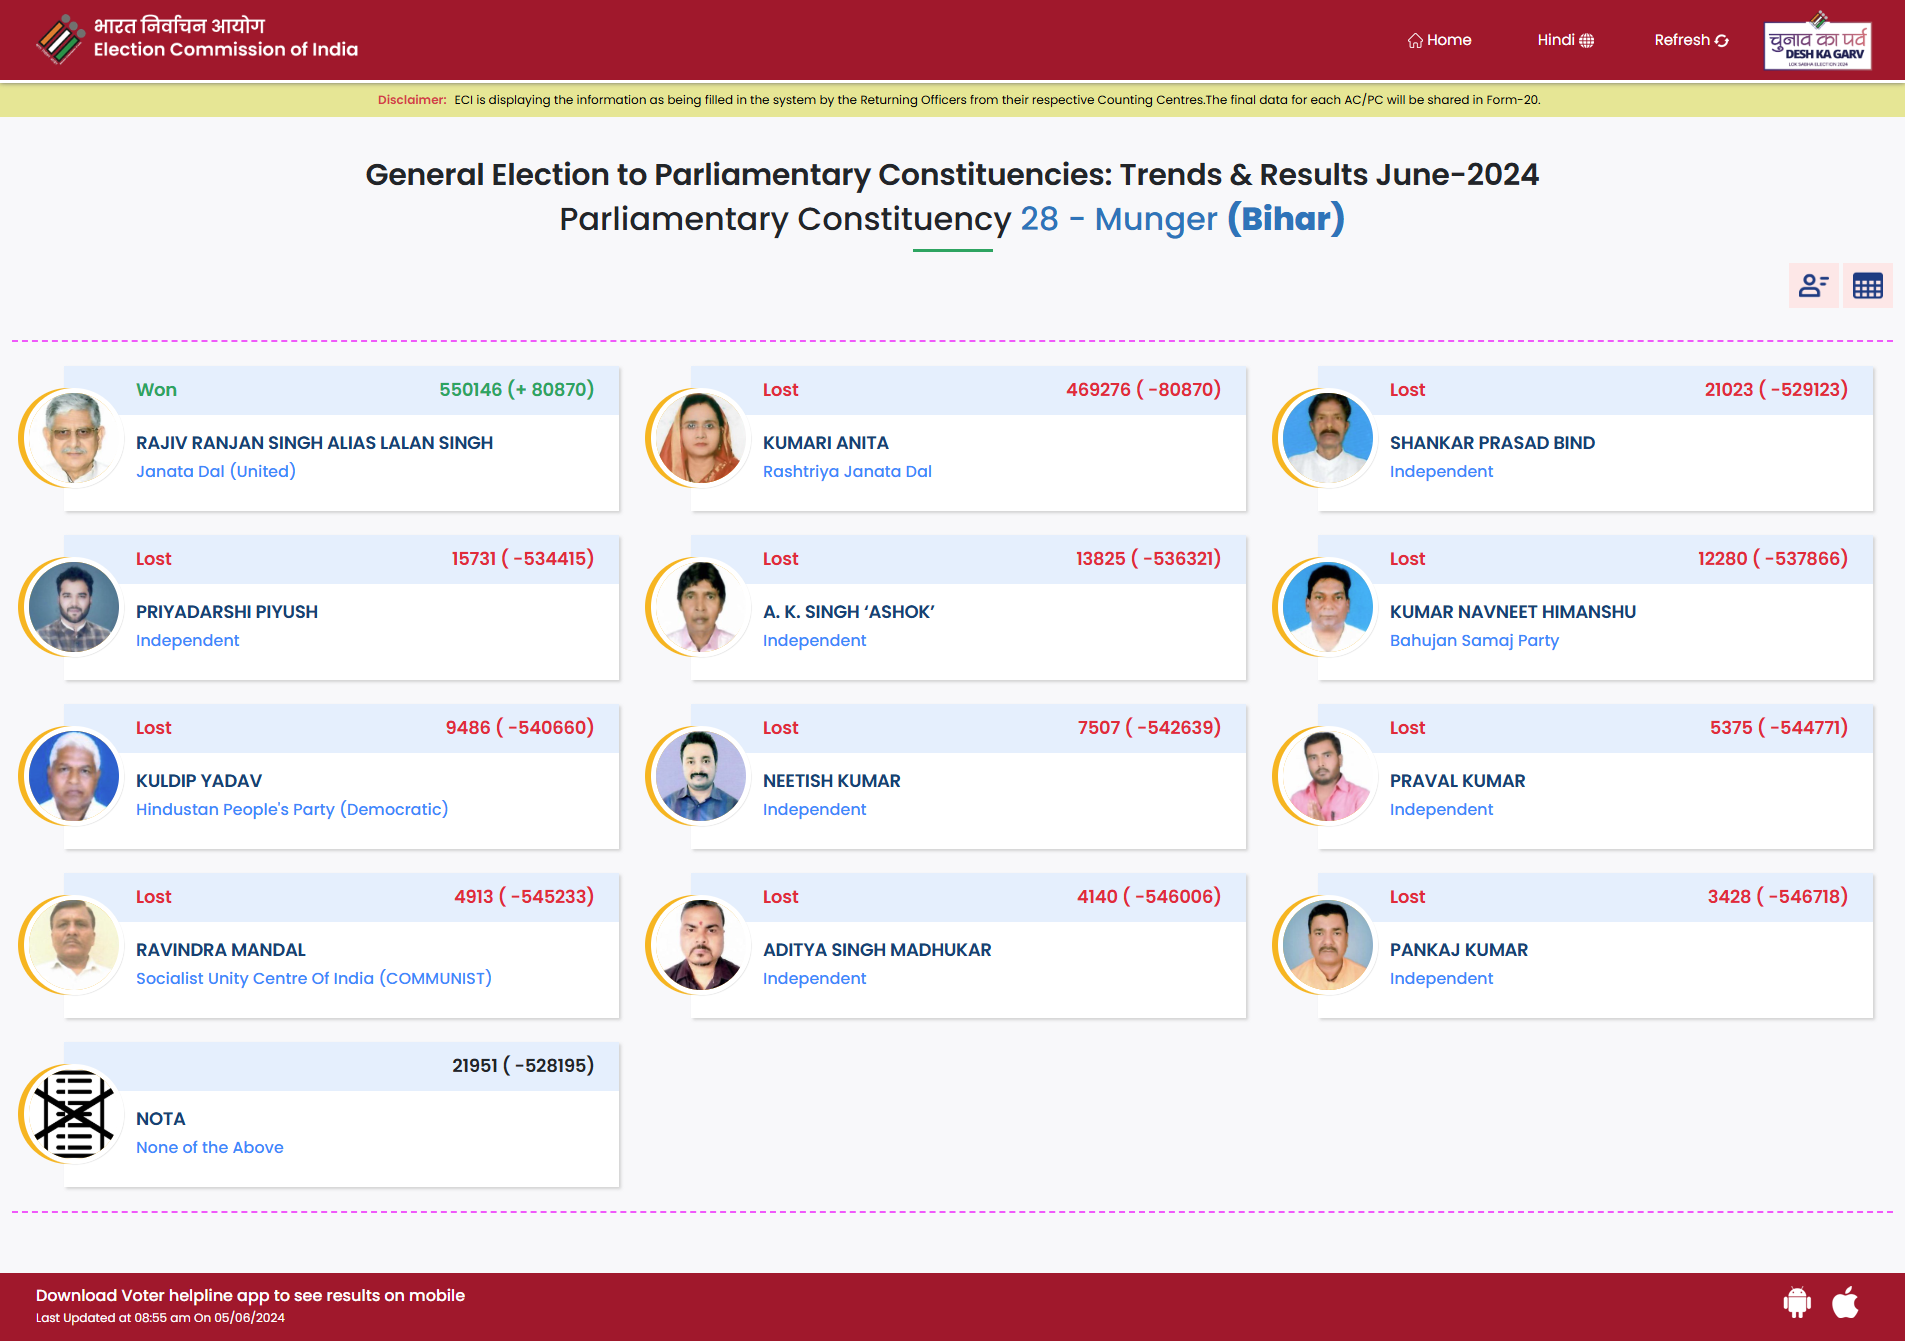 भारत निर्वाचन आयोग
Election Commission of India
Home
Hindi
Refresh
चुनाव का पर्व
DESH KA GARV
LOK SABHA ELECTION 2024
Disclaimer: ECI is displaying the information as being filled in the system by the Returning Officers from their respective Counting Centres.The final data for each AC/PC will be shared in Form-20.
General Election to Parliamentary Constituencies: Trends & Results June-2024
Parliamentary Constituency 28 - Munger (Bihar)
Won 550146 (+ 80870)
RAJIV RANJAN SINGH ALIAS LALAN SINGH
Janata Dal (United)
Lost 469276 ( -80870)
KUMARI ANITA
Rashtriya Janata Dal
Lost 21023 ( -529123)
SHANKAR PRASAD BIND
Independent
Lost 15731 ( -534415)
PRIYADARSHI PIYUSH
Independent
Lost 13825 ( -536321)
A. K. SINGH ‘ASHOK’
Independent
Lost 12280 ( -537866)
KUMAR NAVNEET HIMANSHU
Bahujan Samaj Party
Lost 9486 ( -540660)
KULDIP YADAV
Hindustan People's Party (Democratic)
Lost 7507 ( -542639)
NEETISH KUMAR
Independent
Lost 5375 ( -544771)
PRAVAL KUMAR
Independent
Lost 4913 ( -545233)
RAVINDRA MANDAL
Socialist Unity Centre Of India (COMMUNIST)
Lost 4140 ( -546006)
ADITYA SINGH MADHUKAR
Independent
Lost 3428 ( -546718)
PANKAJ KUMAR
Independent
21951 ( -528195)
NOTA
None of the Above
Download Voter helpline app to see results on mobile
Last Updated at 08:55 am On 05/06/2024